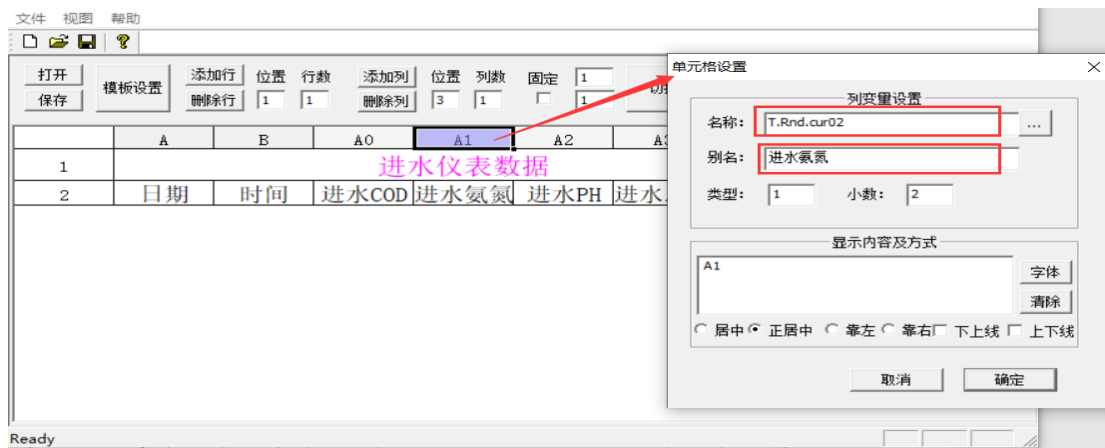 文件 视图 帮助
打开 模板设置 添加行 位置 行数 添加列 位置 列数 固定 1
保存 删除行 1 1 删除列 3 1 1
A B A0 A1 A2
1 进水仪表数据
2 日期 时间 进水COD 进水氨氮 进水PH 进水
Ready
单元格设置
列变量设置
名称: T.Rnd.cur02 ...
别名: 进水氨氮
类型: 1 小数: 2
显示内容及方式
A1
字体
清除
居中 正居中 靠左 靠右 下上线 上下线
取消 确定